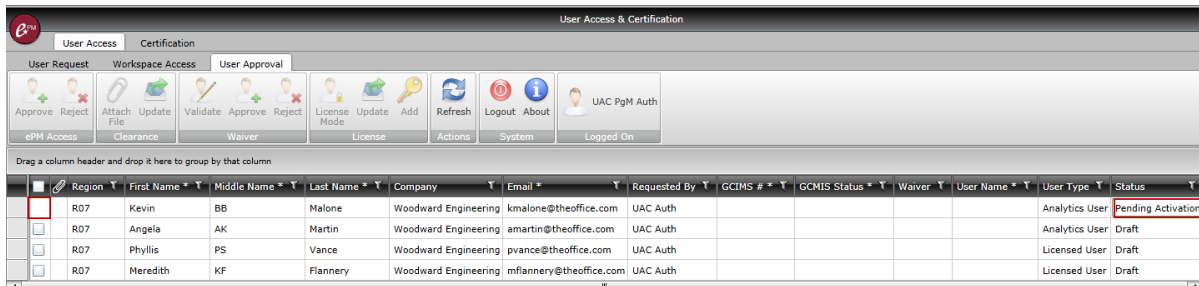 User Access & Certification
ePM
User Access Certification
User Request Workspace Access User Approval
Approve Reject Attach File Update Validate Approve Reject License Mode Update Add Refresh Logout About UAC PgM Auth
ePM Access Clearance Waiver License Actions System Logged On
Drag a column header and drop it here to group by that column
Region First Name * Middle Name * Last Name * Company Email * Requested By GCIMS # * GCMIS Status * Waiver User Name * User Type Status
R07 Kevin BB Malone Woodward Engineering kmalone@theoffice.com UAC Auth Analytics User Pending Activation
R07 Angela AK Martin Woodward Engineering amartin@theoffice.com UAC Auth Analytics User Draft
R07 Phyllis PS Vance Woodward Engineering pvance@theoffice.com UAC Auth Licensed User Draft
R07 Meredith KF Flannery Woodward Engineering mflannery@theoffice.com UAC Auth Licensed User Draft